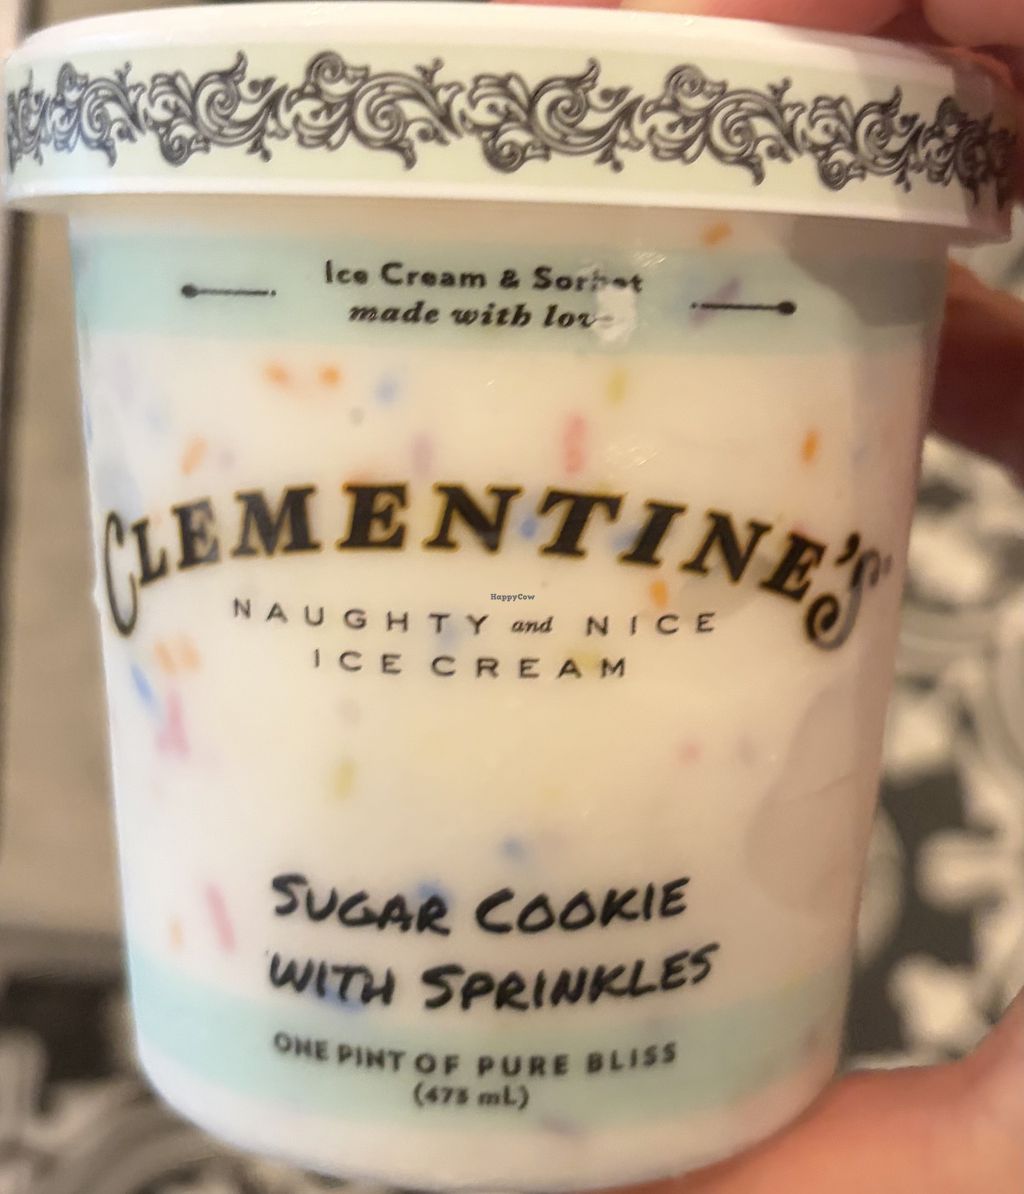 Ice Cream & Sorbet
made with love
CLEMENTINE'S
HappyCow
NAUGHTY and NICE
ICE CREAM
SUGAR COOKIE
WITH SPRINKLES
ONE PINT OF PURE BLISS
(473 mL)